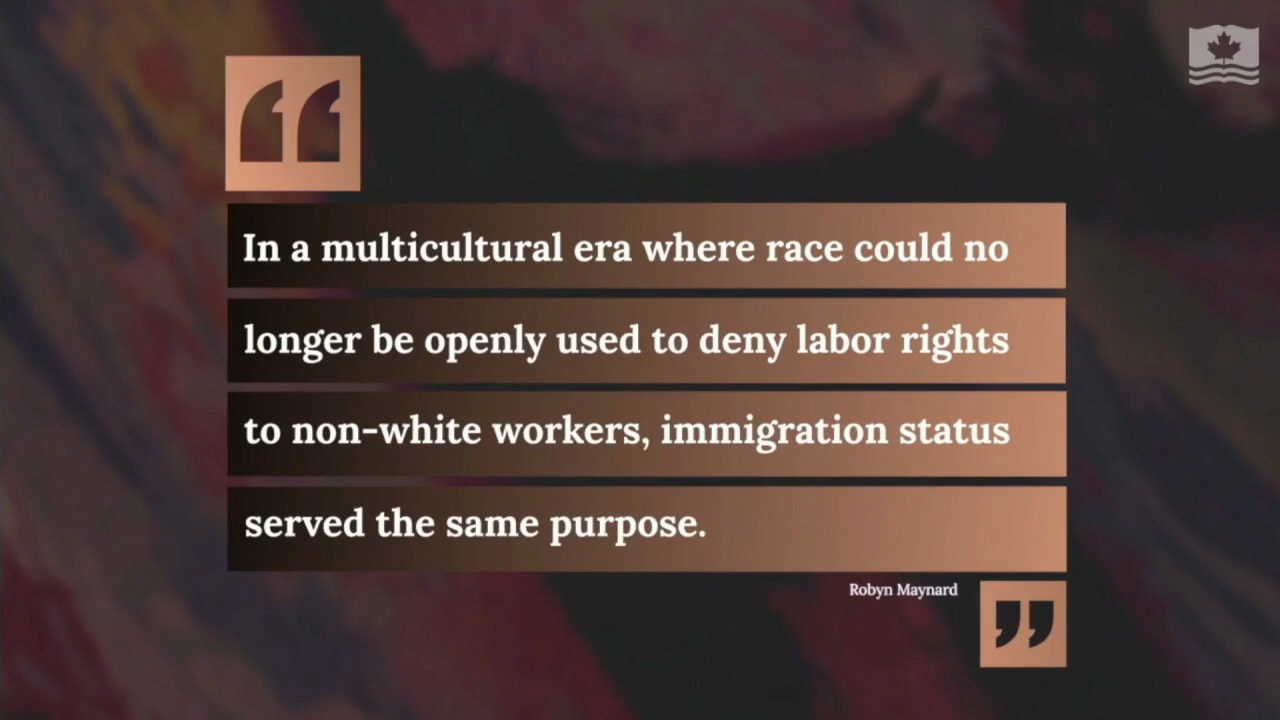 In a multicultural era where race could no
longer be openly used to deny labor rights
to non-white workers, immigration status
served the same purpose.
Robyn Maynard